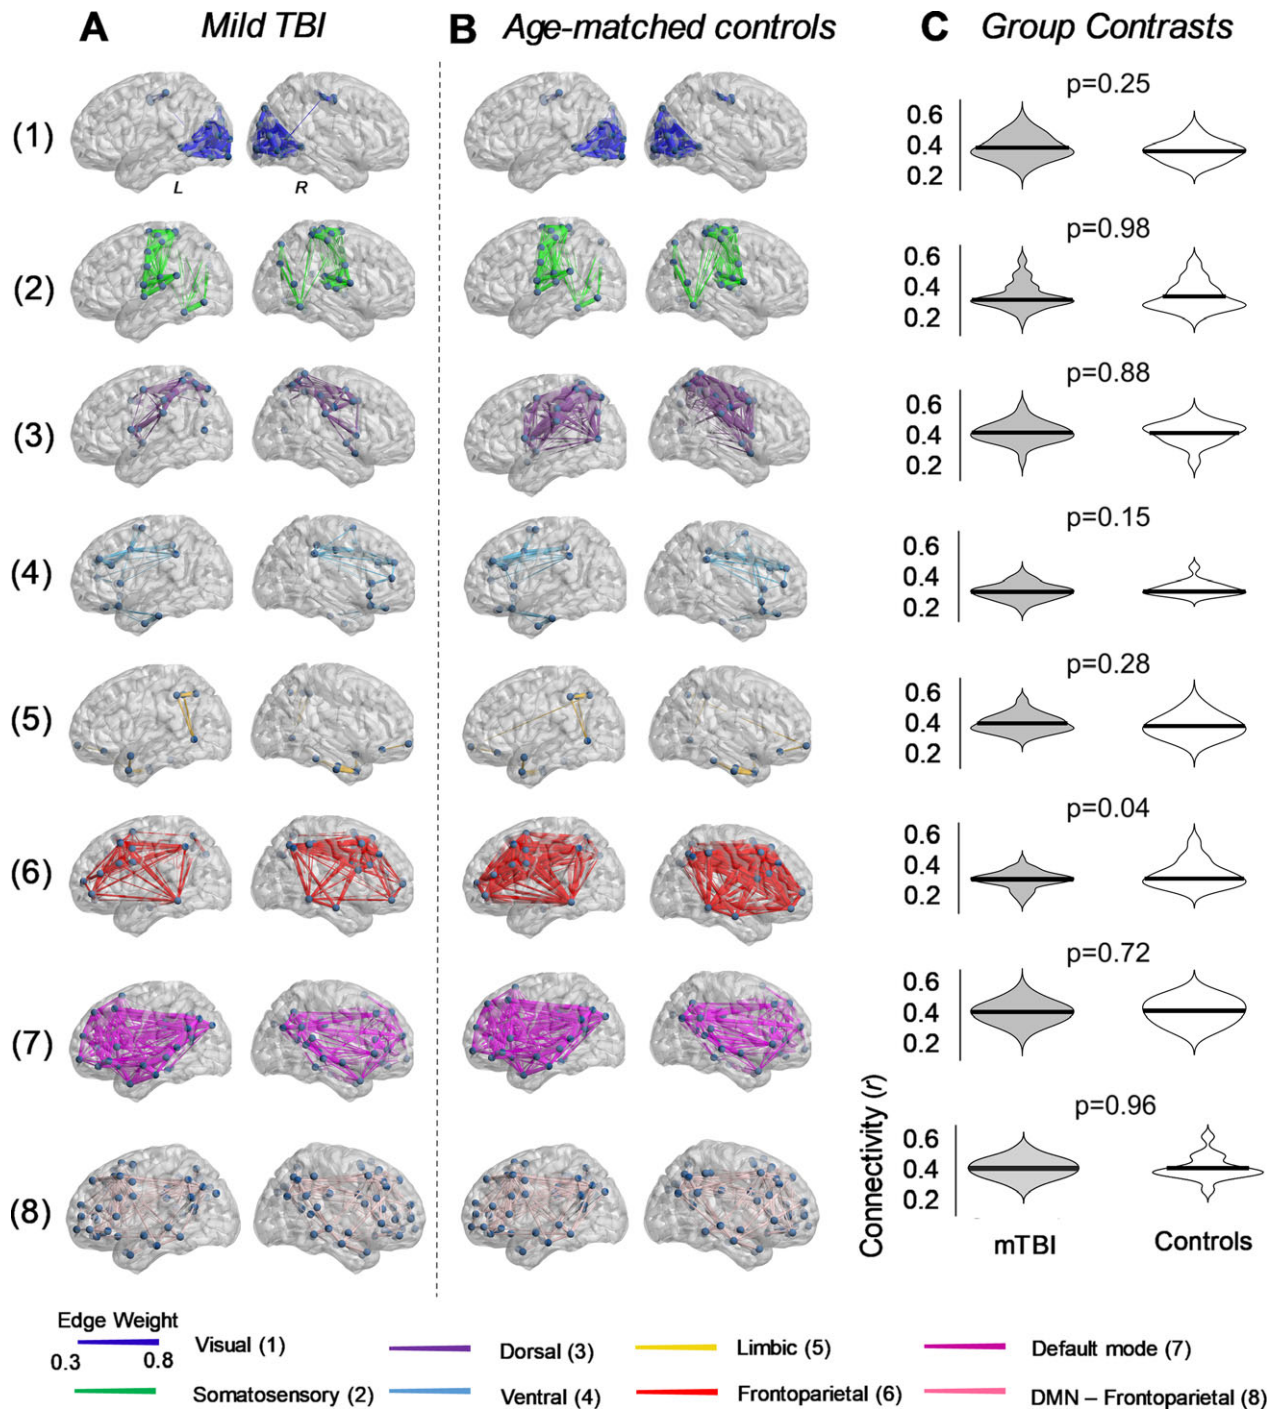 A Mild TBI B Age-matched controls C Group Contrasts
(1)
L R
p=0.25
0.6
0.4
0.2
(2)
p=0.98
0.6
0.4
0.2
(3)
p=0.88
0.6
0.4
0.2
(4)
p=0.15
0.6
0.4
0.2
(5)
p=0.28
0.6
0.4
0.2
(6)
p=0.04
0.6
0.4
0.2
(7)
p=0.72
0.6
0.4
0.2
(8)
p=0.96
0.6
0.4
0.2
Connectivity (r)
mTBI Controls
Edge Weight
0.3 0.8
Visual (1) Dorsal (3) Limbic (5) Default mode (7)
Somatosensory (2) Ventral (4) Frontoparietal (6) DMN – Frontoparietal (8)